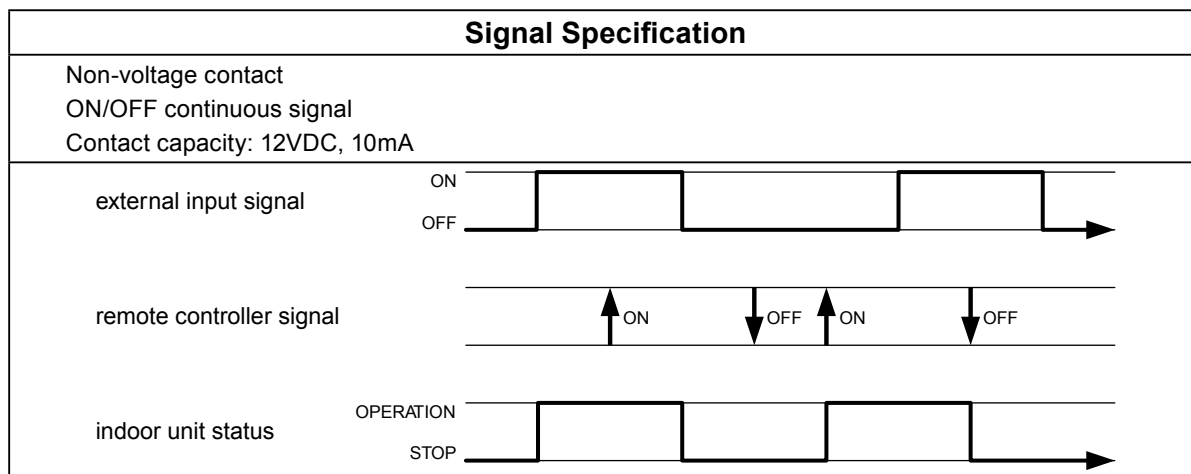 Signal Specification
Non-voltage contact
ON/OFF continuous signal
Contact capacity: 12VDC, 10mA
external input signal
ON
OFF
remote controller signal
ON
OFF
ON
OFF
indoor unit status
OPERATION
STOP